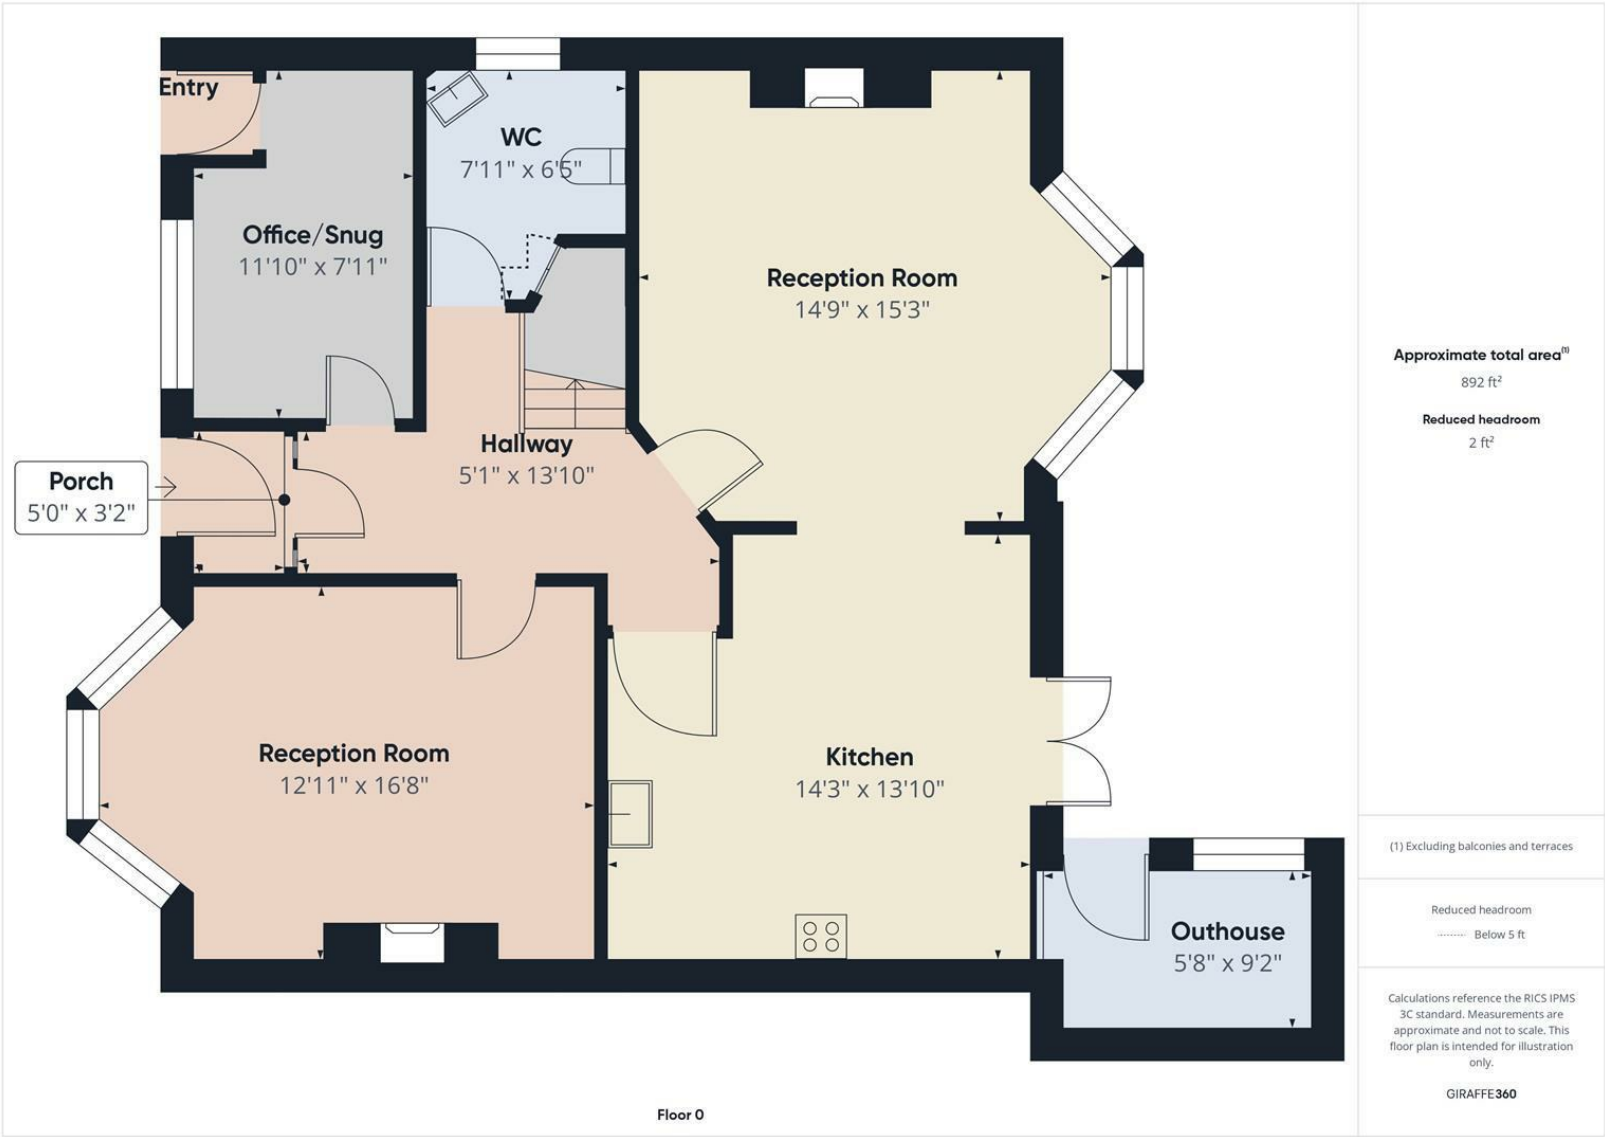 Entry
WC
7'11" x 6'5"
Office/Snug
11'10" x 7'11"
Reception Room
14'9" x 15'3"
Hallway
5'1" x 13'10"
Porch
5'0" x 3'2"
Reception Room
12'11" x 16'8"
Kitchen
14'3" x 13'10"
Outhouse
5'8" x 9'2"
Floor 0
Approximate total area(1)
892 ft²
Reduced headroom
2 ft²
(1) Excluding balconies and terraces
Reduced headroom
Below 5 ft
Calculations reference the RICS IPMS
3C standard. Measurements are
approximate and not to scale. This
floor plan is intended for illustration
only.
GIRAFFE360